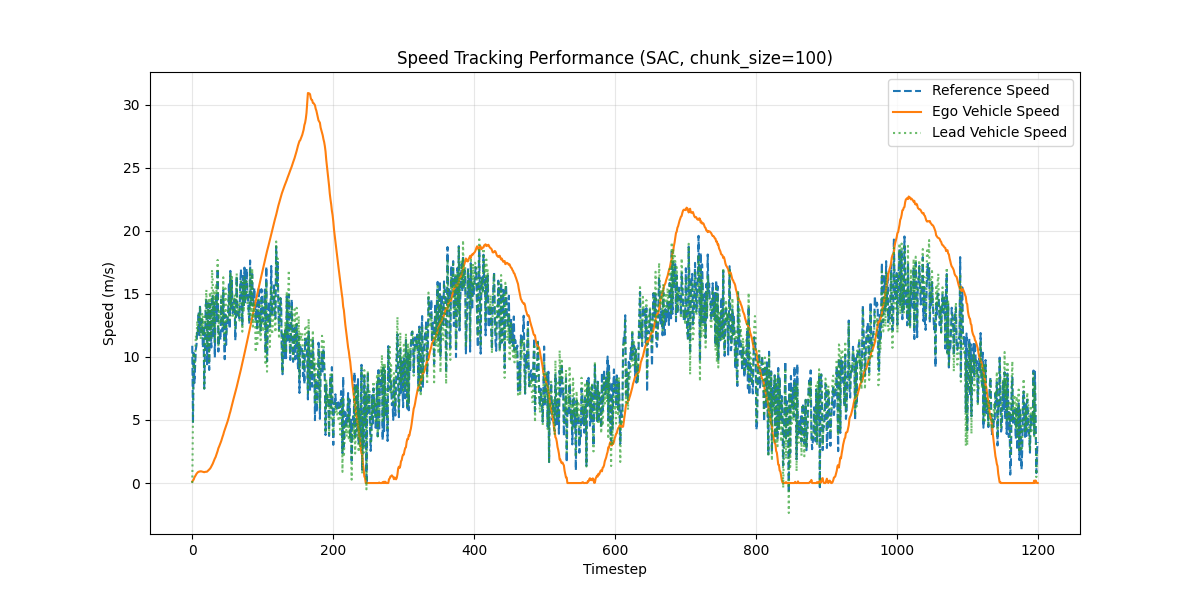 Speed Tracking Performance (SAC, chunk_size=100)
Reference Speed
Ego Vehicle Speed
Lead Vehicle Speed
Speed (m/s)
30
25
20
15
10
5
0
0 200 400 600 800 1000 1200
Timestep